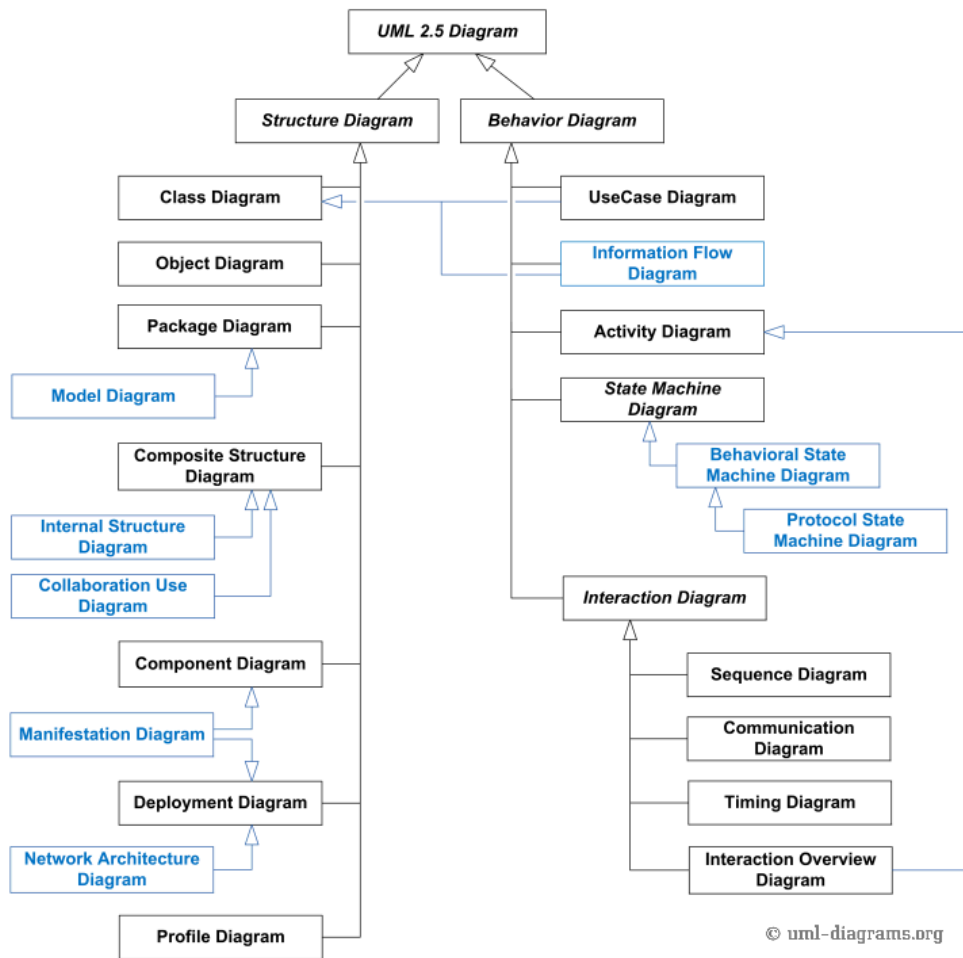 UML 2.5 Diagram
Structure Diagram
Behavior Diagram
Class Diagram
UseCase Diagram
Object Diagram
Information Flow
Diagram
Package Diagram
Activity Diagram
Model Diagram
State Machine
Diagram
Composite Structure
Diagram
Behavioral State
Machine Diagram
Internal Structure
Diagram
Protocol State
Machine Diagram
Collaboration Use
Diagram
Interaction Diagram
Component Diagram
Sequence Diagram
Manifestation Diagram
Communication
Diagram
Deployment Diagram
Timing Diagram
Network Architecture
Diagram
Interaction Overview
Diagram
Profile Diagram
© uml-diagrams.org